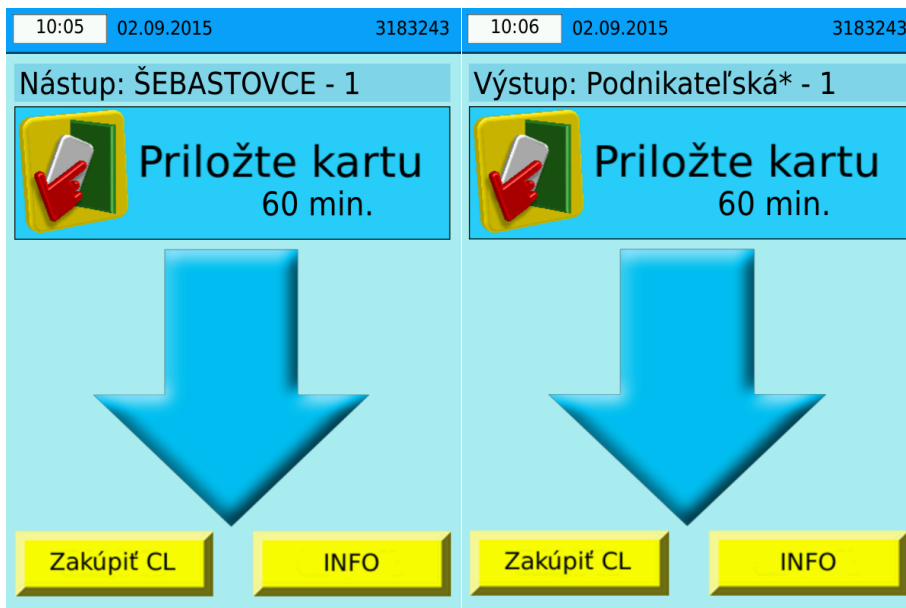 10:05 02.09.2015 3183243
Nástup: ŠEBASTOVCE - 1
Priložte kartu
60 min.
Zakúpiť CL
INFO
10:06 02.09.2015 3183243
Výstup: Podnikateľská* - 1
Priložte kartu
60 min.
Zakúpiť CL
INFO